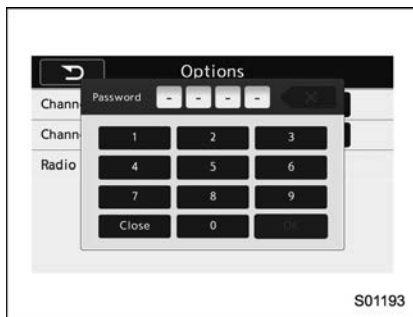 Options
Password - - - -
Chann
Chann
Radio
1 2 3
4 5 6
7 8 9
Close 0 OK
S01193